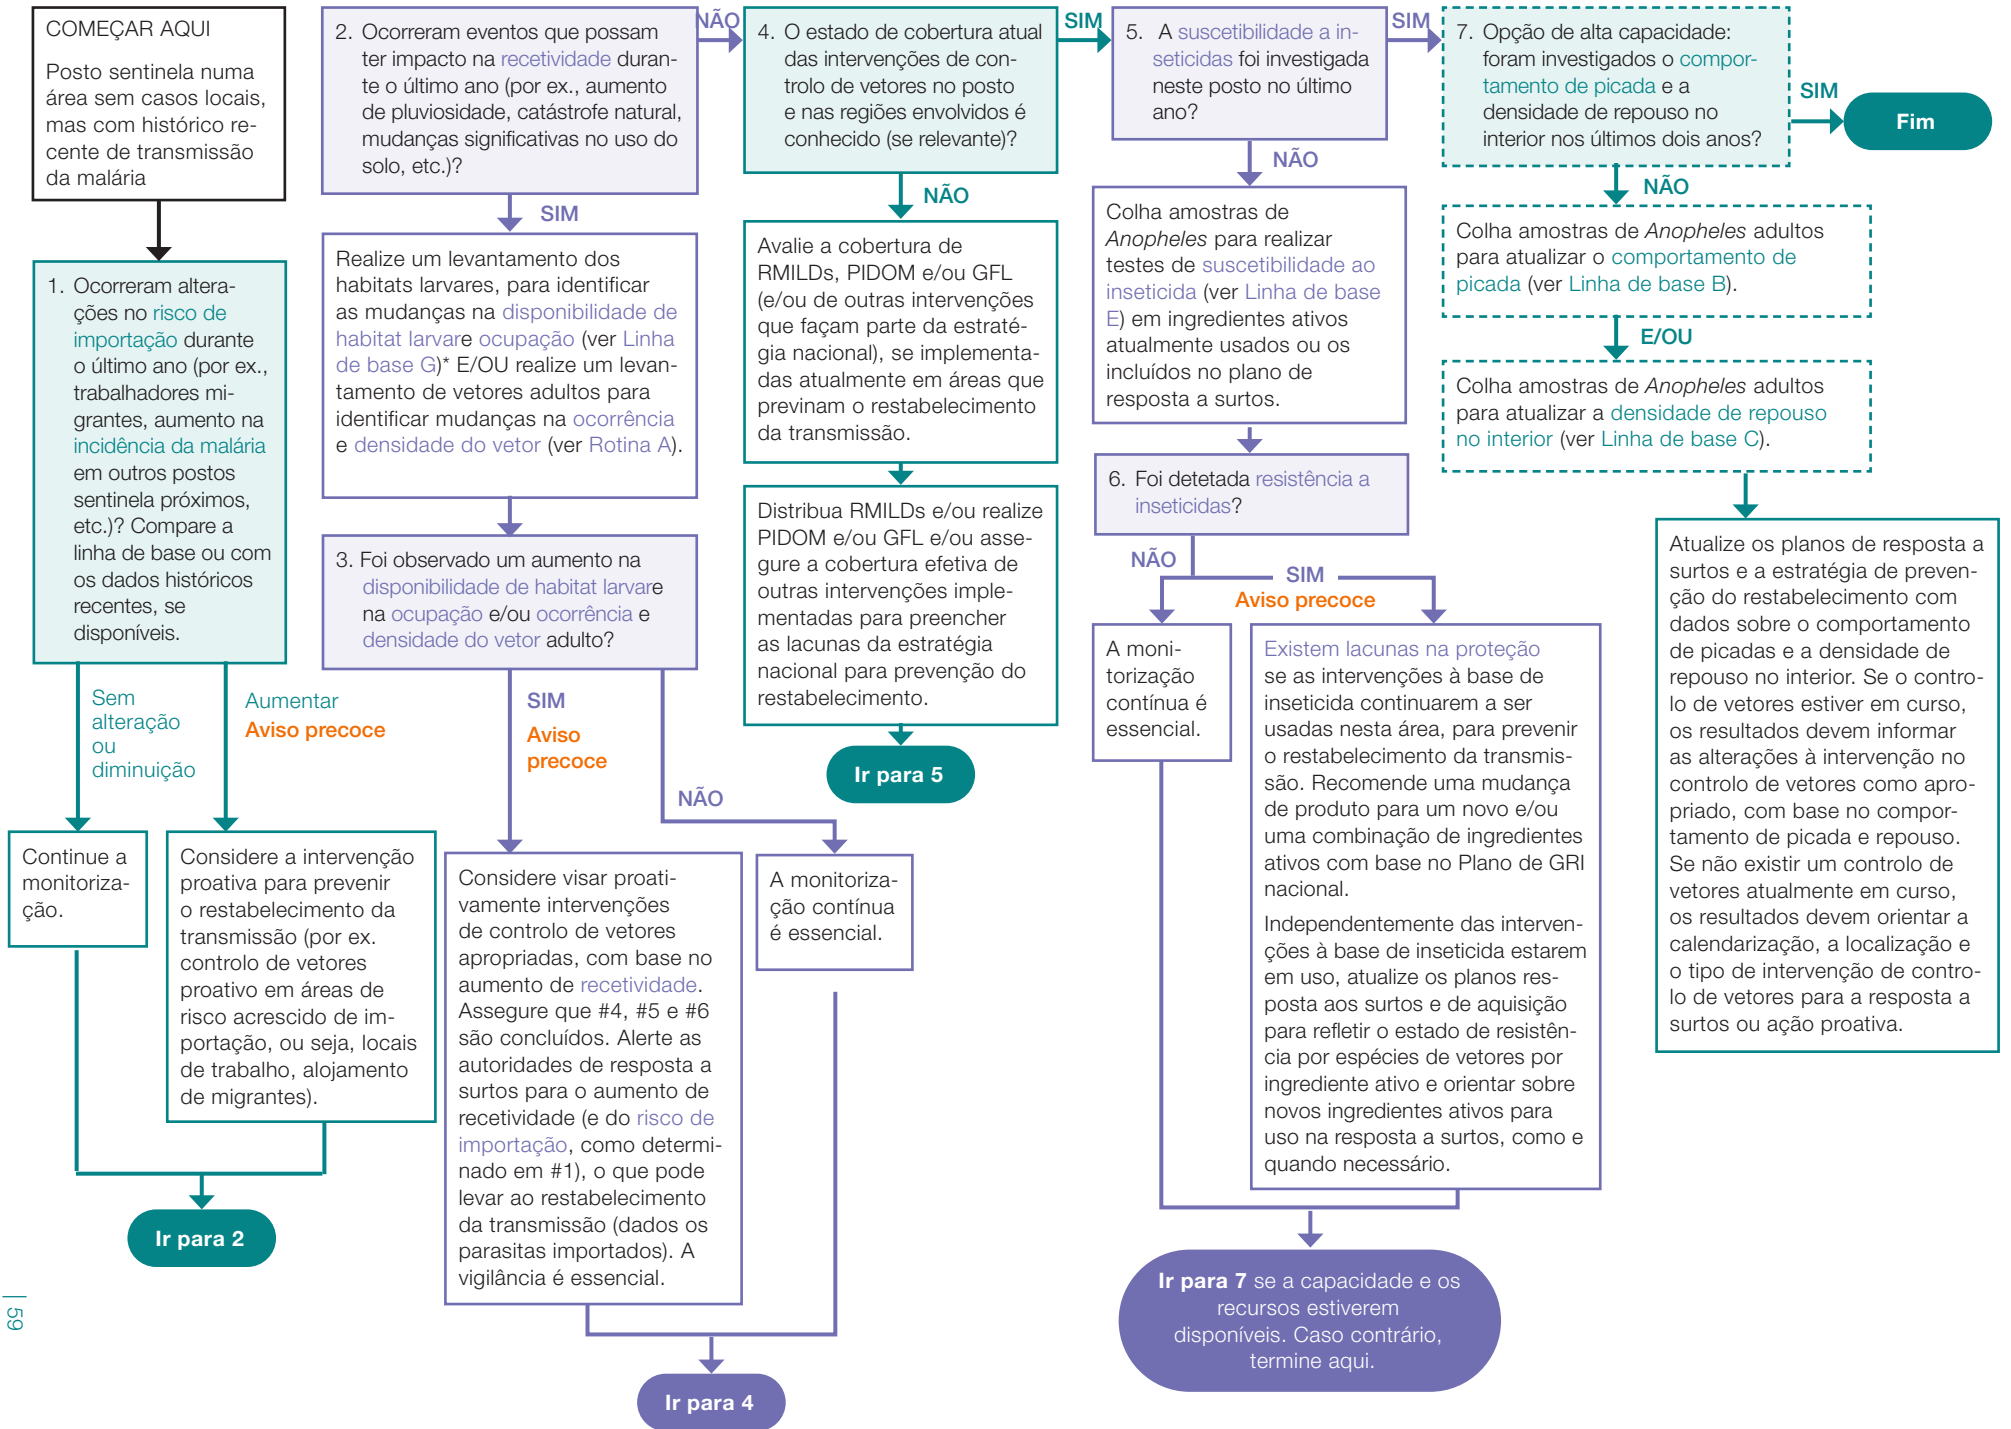 COMEÇAR AQUI
Posto sentinela numa
área sem casos locais,
mas com histórico re-
cente de transmissão
da malária
1. Ocorreram altera-
ções no risco de
importação durante
o último ano (por ex.,
trabalhadores mi-
grantes, aumento na
incidência da malária
em outros postos
sentinela próximos,
etc.)? Compare a
linha de base ou com
os dados históricos
recentes, se
disponíveis.
Sem
alteração
ou
diminuição
Aumentar
Aviso precoce
Continue a
monitoriza-
ção.
Considere a intervenção
proativa para prevenir
o restabelecimento da
transmissão (por ex.
controlo de vetores
proativo em áreas de
risco acrescido de im-
portação, ou seja, locais
de trabalho, alojamento
de migrantes).
Ir para 2
2. Ocorreram eventos que possam
ter impacto na recetividade duran-
te o último ano (por ex., aumento
de pluviosidade, catástrofe natural,
mudanças significativas no uso do
solo, etc.)?
NÃO
SIM
Realize um levantamento dos
habitats larvares, para identificar
as mudanças na disponibilidade de
habitat larvare ocupação (ver Linha
de base G)* E/OU realize um levan-
tamento de vetores adultos para
identificar mudanças na ocorrência
e densidade do vetor (ver Rotina A).
3. Foi observado um aumento na
disponibilidade de habitat larvare
na ocupação e/ou ocorrência e
densidade do vetor adulto?
SIM
Aviso
precoce
NÃO
Considere visar proati-
vamente intervenções
de controlo de vetores
apropriadas, com base no
aumento de recetividade.
Assegure que #4, #5 e #6
são concluídos. Alerte as
autoridades de resposta a
surtos para o aumento de
recetividade (e do risco de
importação, como determi-
nado em #1), o que pode
levar ao restabelecimento
da transmissão (dados os
parasitas importados). A
vigilância é essencial.
A monitoriza-
ção contínua
é essencial.
Ir para 4
4. O estado de cobertura atual
das intervenções de con-
trolo de vetores no posto
e nas regiões envolvidos é
conhecido (se relevante)?
SIM
NÃO
Avalie a cobertura de
RMILDs, PIDOM e/ou GFL
(e/ou de outras intervenções
que façam parte da estraté-
gia nacional), se implementa-
das atualmente em áreas que
previnam o restabelecimento
da transmissão.
Distribua RMILDs e/ou realize
PIDOM e/ou GFL e/ou asse-
gure a cobertura efetiva de
outras intervenções imple-
mentadas para preencher
as lacunas da estratégia
nacional para prevenção do
restabelecimento.
Ir para 5
5. A suscetibilidade a in-
seticidas foi investigada
neste posto no último
ano?
SIM
NÃO
Colha amostras de
Anopheles para realizar
testes de suscetibilidade ao
inseticida (ver Linha de base
E) em ingredientes ativos
atualmente usados ou os
incluídos no plano de
resposta a surtos.
6. Foi detetada resistência a
inseticidas?
NÃO
SIM
Aviso precoce
A moni-
torização
contínua é
essencial.
Existem lacunas na proteção
se as intervenções à base de
inseticida continuarem a ser
usadas nesta área, para prevenir
o restabelecimento da transmis-
são. Recomende uma mudança
de produto para um novo e/ou
uma combinação de ingredientes
ativos com base no Plano de GRI
nacional.
Independentemente das interven-
ções à base de inseticida estarem
em uso, atualize os planos res-
posta aos surtos e de aquisição
para refletir o estado de resistên-
cia por espécies de vetores por
ingrediente ativo e orientar sobre
novos ingredientes ativos para
uso na resposta a surtos, como e
quando necessário.
Ir para 7 se a capacidade e os
recursos estiverem
disponíveis. Caso contrário,
termine aqui.
7. Opção de alta capacidade:
foram investigados o compor-
tamento de picada e a
densidade de repouso no
interior nos últimos dois anos?
SIM
Fim
NÃO
Colha amostras de Anopheles adultos
para atualizar o comportamento de
picada (ver Linha de base B).
E/OU
Colha amostras de Anopheles adultos
para atualizar a densidade de repouso
no interior (ver Linha de base C).
Atualize os planos de resposta a
surtos e a estratégia de preven-
ção do restabelecimento com
dados sobre o comportamento
de picadas e a densidade de
repouso no interior. Se o contro-
lo de vetores estiver em curso,
os resultados devem informar
as alterações à intervenção no
controlo de vetores como apro-
priado, com base no compor-
tamento de picada e repouso.
Se não existir um controlo de
vetores atualmente em curso,
os resultados devem orientar a
calendarização, a localização e
o tipo de intervenção de contro-
lo de vetores para a resposta a
surtos ou ação proativa.
| 59